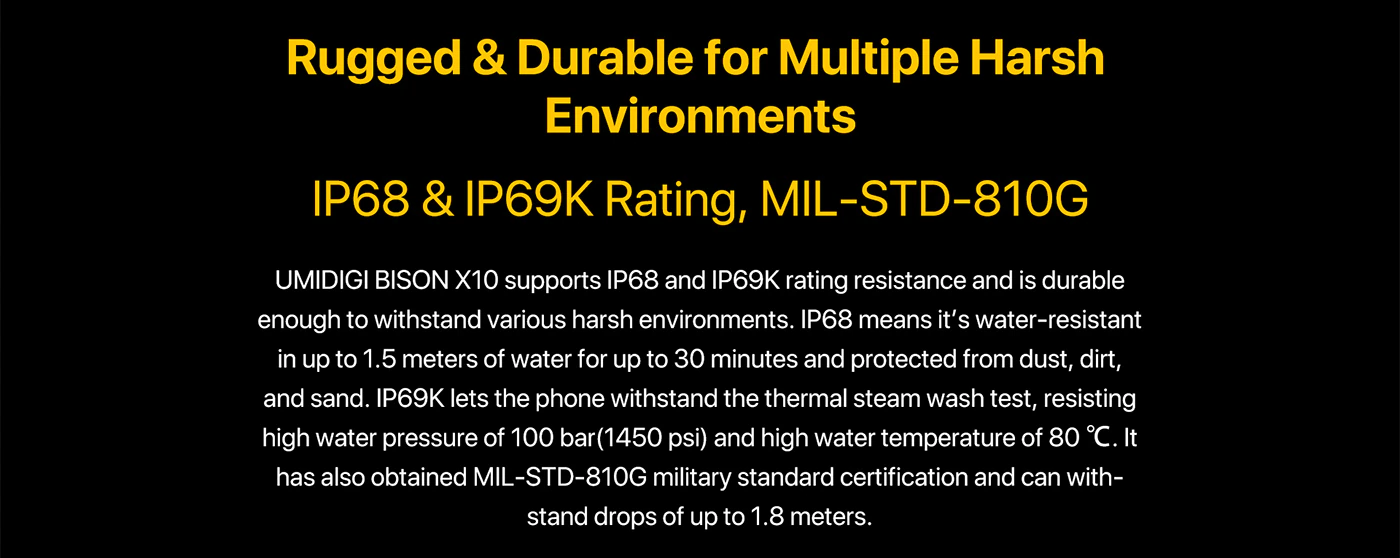 Rugged & Durable for Multiple Harsh
Environments
IP68 & IP69K Rating, MIL-STD-810G
UMIDIGI BISON X10 supports IP68 and IP69K rating resistance and is durable
enough to withstand various harsh environments. IP68 means it’s water-resistant
in up to 1.5 meters of water for up to 30 minutes and protected from dust, dirt,
and sand. IP69K lets the phone withstand the thermal steam wash test, resisting
high water pressure of 100 bar(1450 psi) and high water temperature of 80 ℃. It
has also obtained MIL-STD-810G military standard certification and can with-
stand drops of up to 1.8 meters.